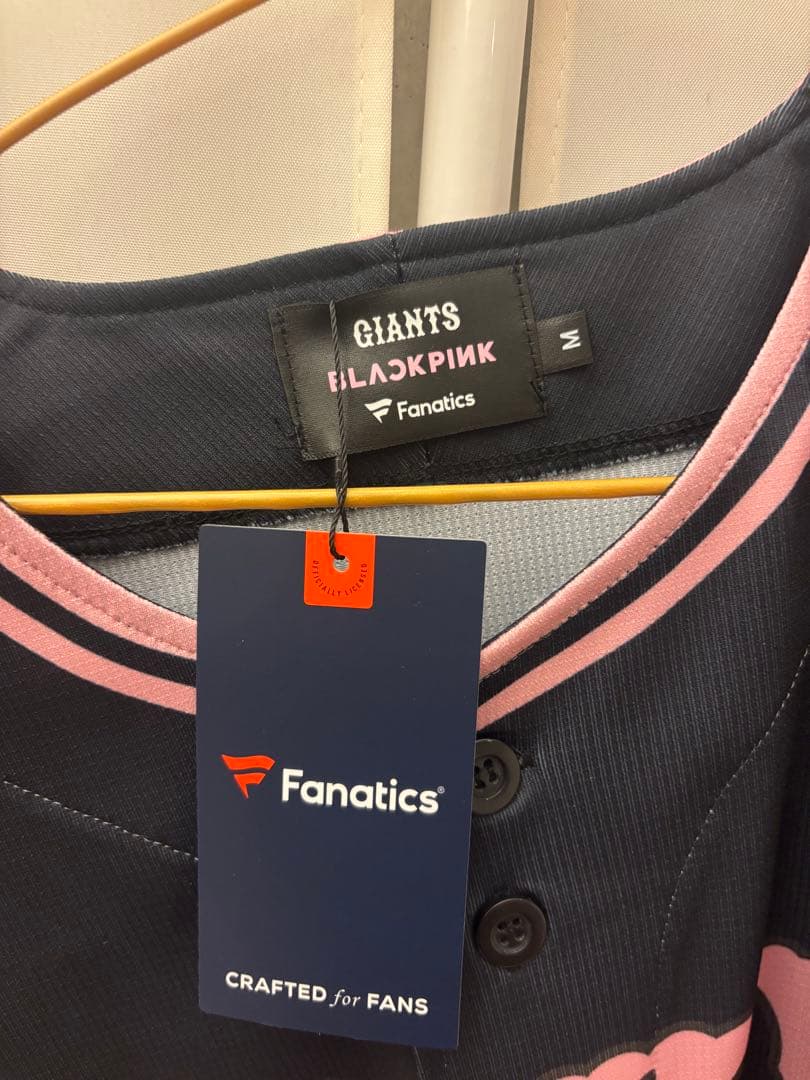 GIANTS
BLACKPINK
Fanatics
M
OFFICIALLY LICENSED
Fanatics®
CRAFTED for FANS